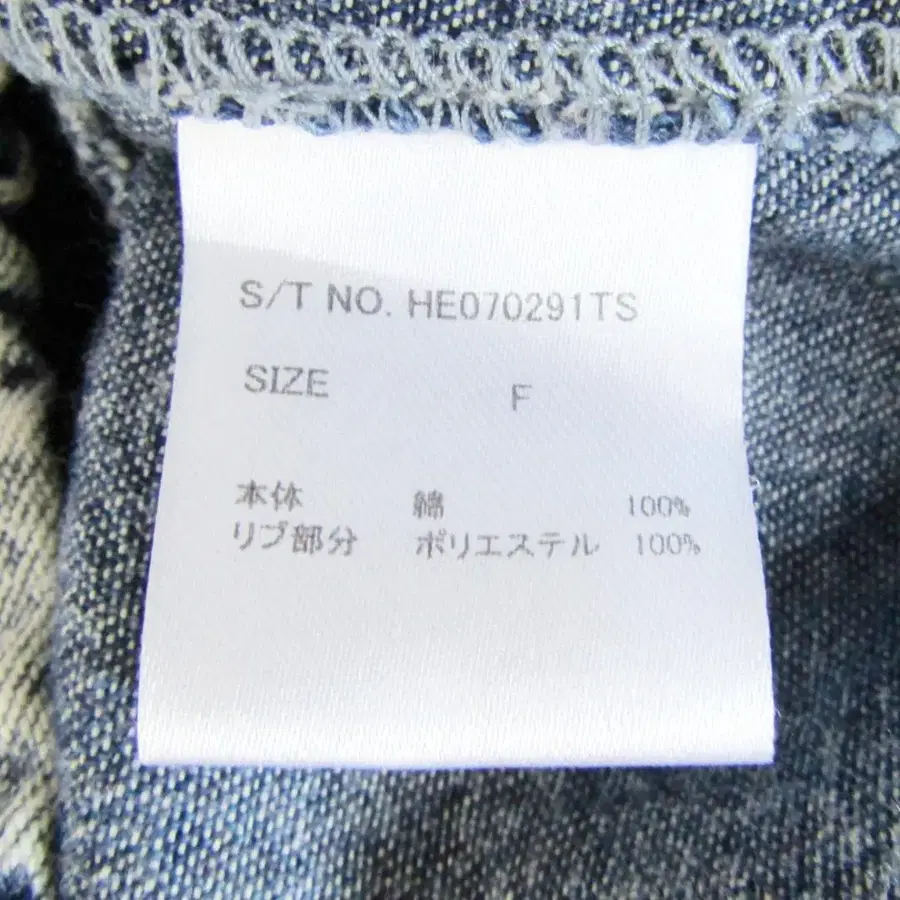 S/T NO. HE070291TS
SIZE F
本体 綿 100%
リブ部分 ポリエステル 100%